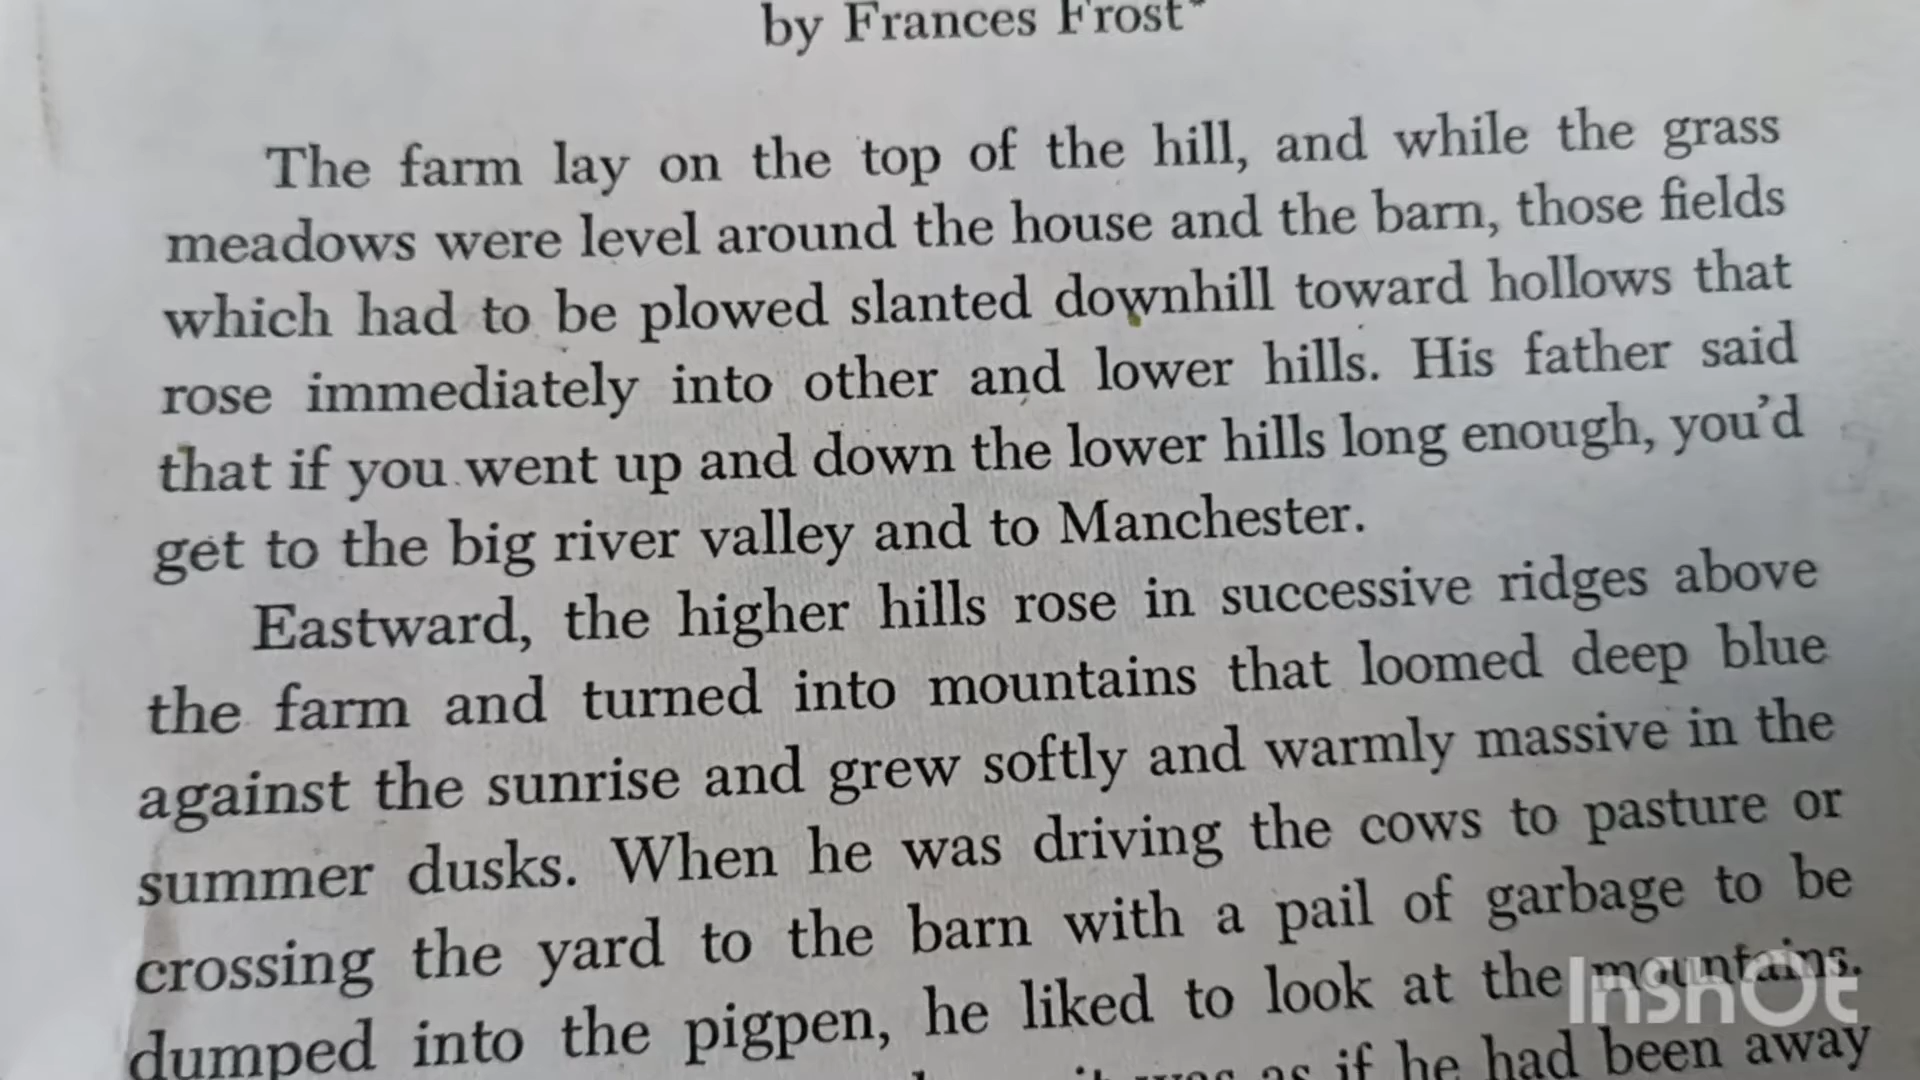 by Frances Frost*
The farm lay on the top of the hill, and while the grass
meadows were level around the house and the barn, those fields
which had to be plowed slanted downhill toward hollows that
rose immediately into other and lower hills. His father said
that if you went up and down the lower hills long enough, you'd
get to the big river valley and to Manchester.
Eastward, the higher hills rose in successive ridges above
the farm and turned into mountains that loomed deep blue
against the sunrise and grew softly and warmly massive in the
summer dusks. When he was driving the cows to pasture or
crossing the yard to the barn with a pail of garbage to be
dumped into the pigpen, he liked to look at the mountains.
it was as if he had been away
InShOt